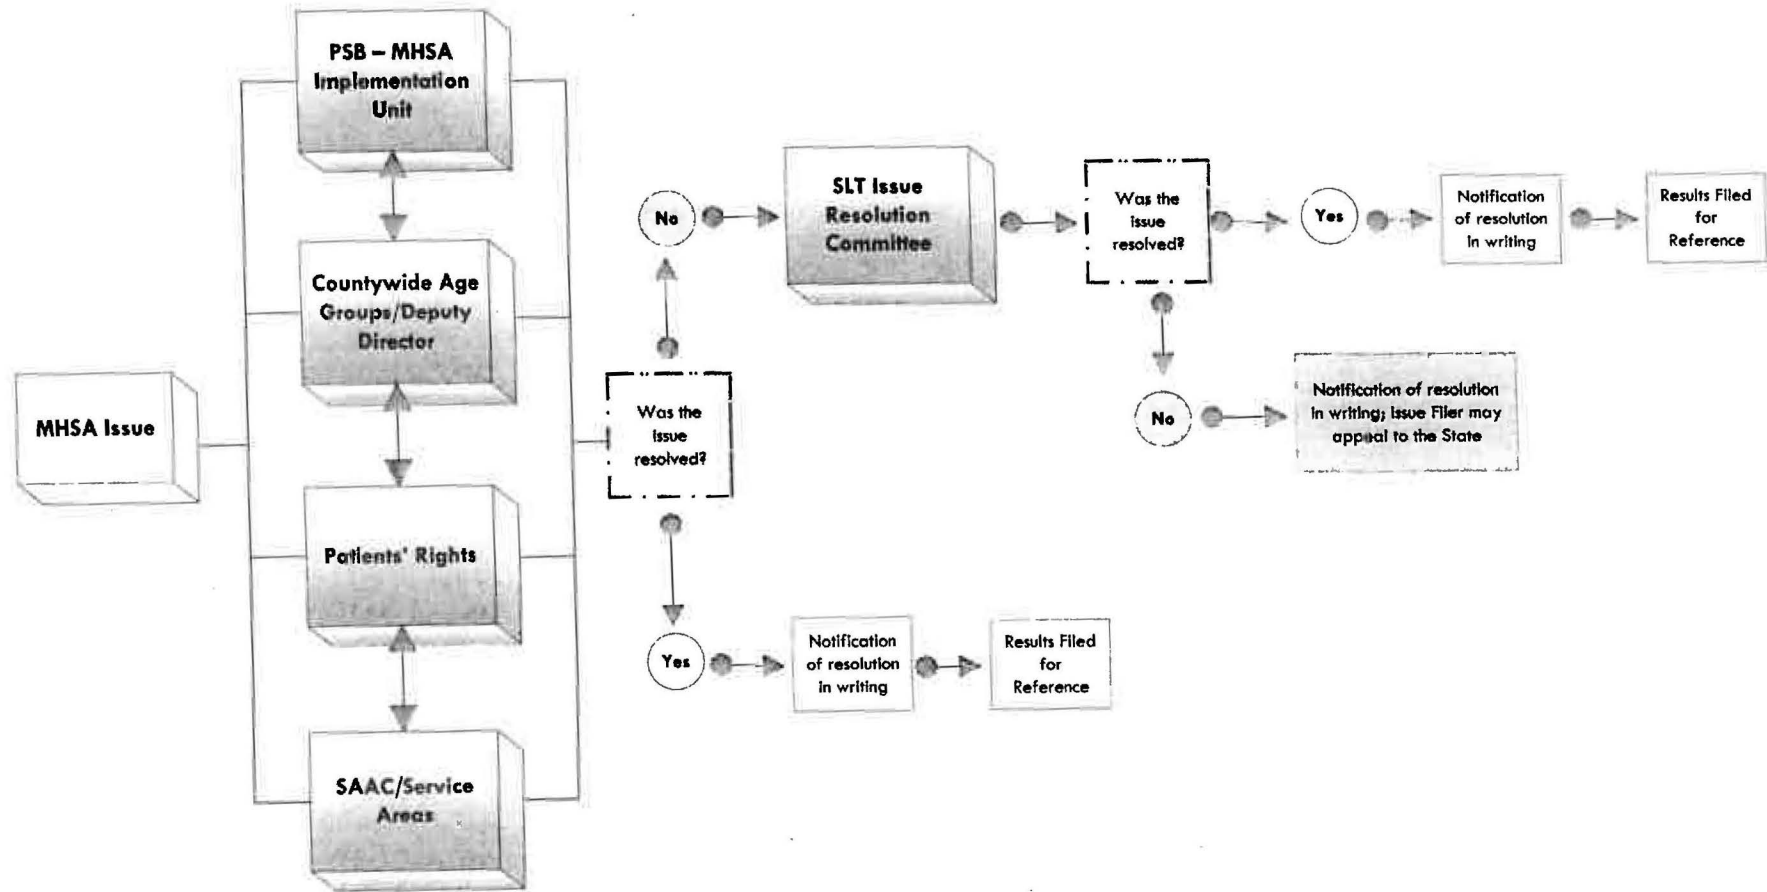 PSB – MHSA
Implementation
Unit
Countywide Age
Groups/Deputy
Director
MHSA Issue
Patients' Rights
SAAC/Service
Areas
Was the
issue
resolved?
No
SLT Issue
Resolution
Committee
Was the
issue
resolved?
Yes
Notification
of resolution
in writing
Results Filed
for
Reference
No
Notification of resolution
in writing; Issue Filer may
appeal to the State
Yes
Notification
of resolution
in writing
Results Filed
for
Reference